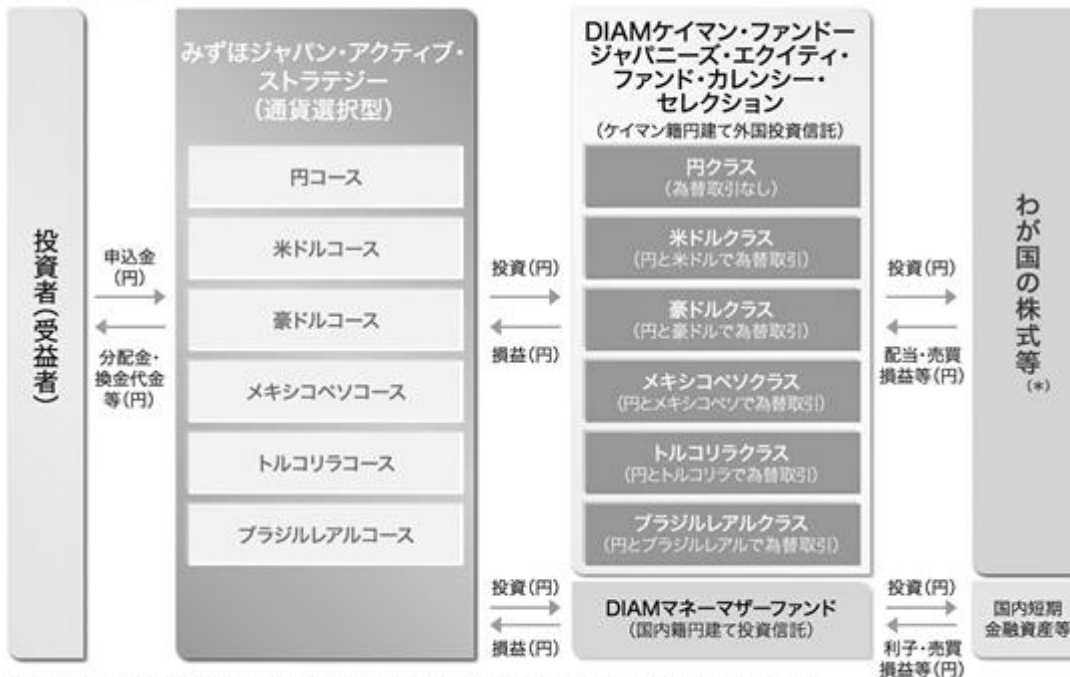 投資者(受益者)
申込金
(円)
分配金・
換金代金
等(円)
みずほジャパン・アクティブ・
ストラテジー
(通貨選択型)
円コース
米ドルコース
豪ドルコース
メキシコペソコース
トルコリラコース
ブラジルレアルコース
投資(円)
損益(円)
投資(円)
損益(円)
DIAMケイマン・ファンドー
ジャパニーズ・エクイティ・
ファンド・カレンシー・
セレクション
(ケイマン籍円建て外国投資信託)
円クラス
(為替取引なし)
米ドルクラス
(円と米ドルで為替取引)
豪ドルクラス
(円と豪ドルで為替取引)
メキシコペソクラス
(円とメキシコペソで為替取引)
トルコリラクラス
(円とトルコリラで為替取引)
ブラジルレアルクラス
(円とブラジルレアルで為替取引)
DIAMマネーマザーファンド
(国内籍円建て投資信託)
投資(円)
配当・売買
損益等(円)
投資(円)
利子・売買
損益等(円)
わが国の株式等
(*)
国内短期
金融資産等